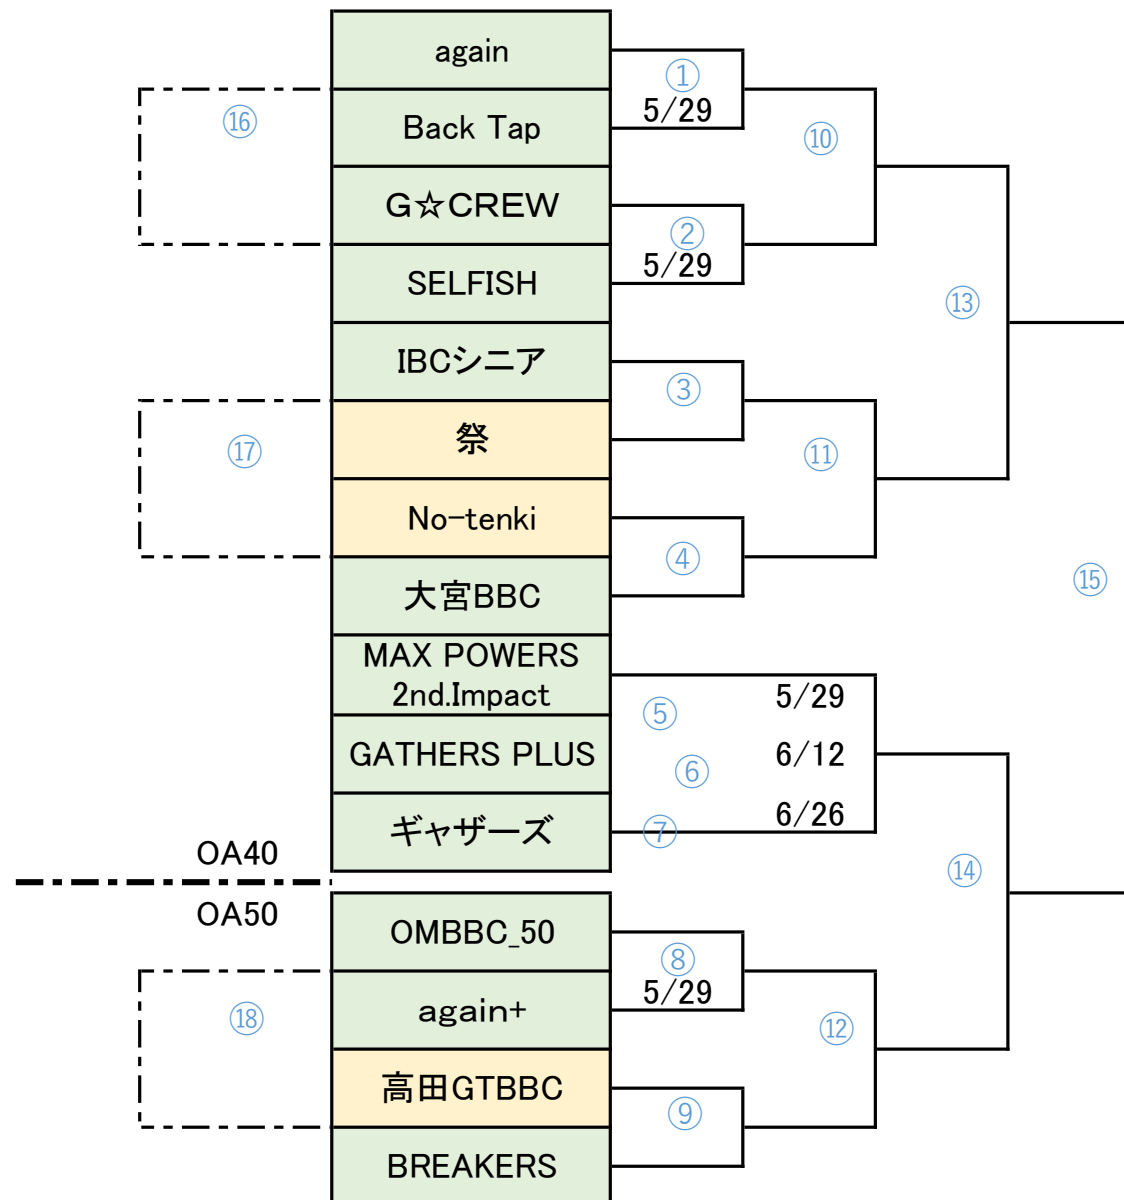 again
①
5/29
⑯
Back Tap
⑩
G☆CREW
②
5/29
SELFISH
⑬
IBCシニア
③
祭
⑰
⑪
No-tenki
④
大宮BBC
⑮
MAX POWERS
2nd.Impact
⑤
5/29
GATHERS PLUS
⑥
6/12
ギャザーズ
⑦
6/26
OA40
⑭
OA50
OMBBC_50
⑧
5/29
again+
⑱
⑫
高田GTBBC
⑨
BREAKERS